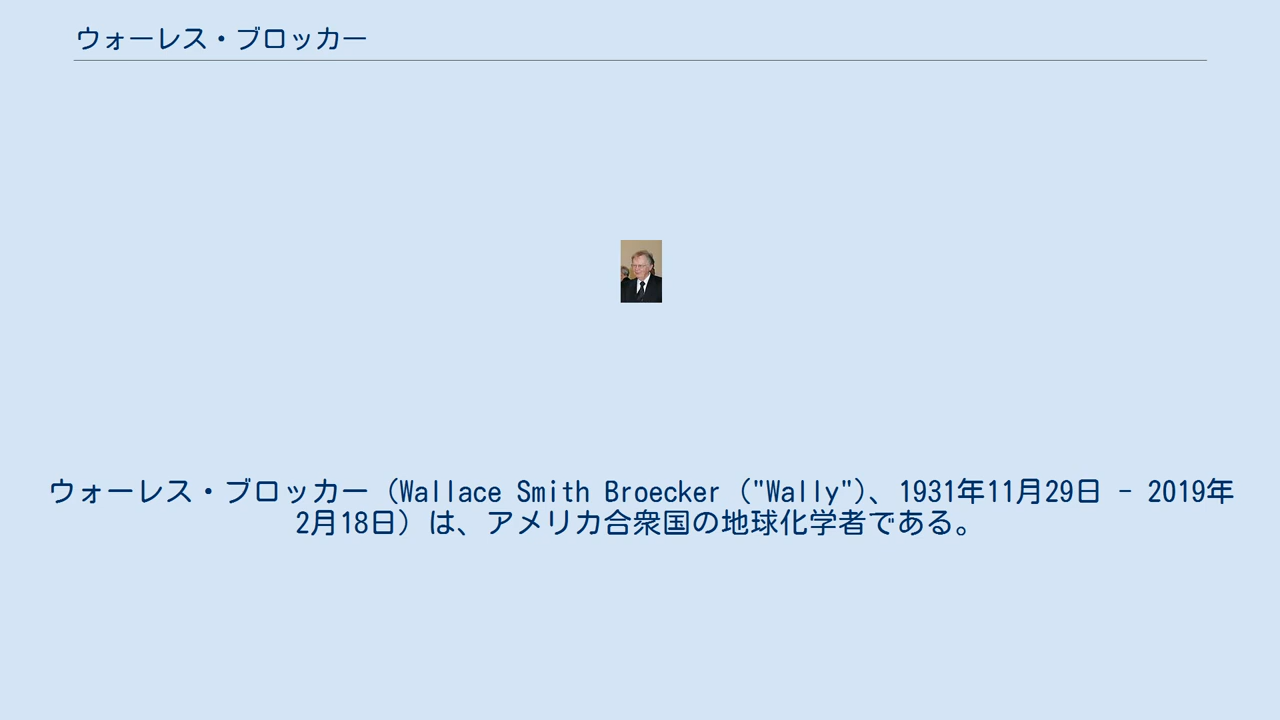 ウォーレス・ブロッカー
ウォーレス・ブロッカー（Wallace Smith Broecker ("Wally")、1931年11月29日 - 2019年
2月18日）は、アメリカ合衆国の地球化学者である。